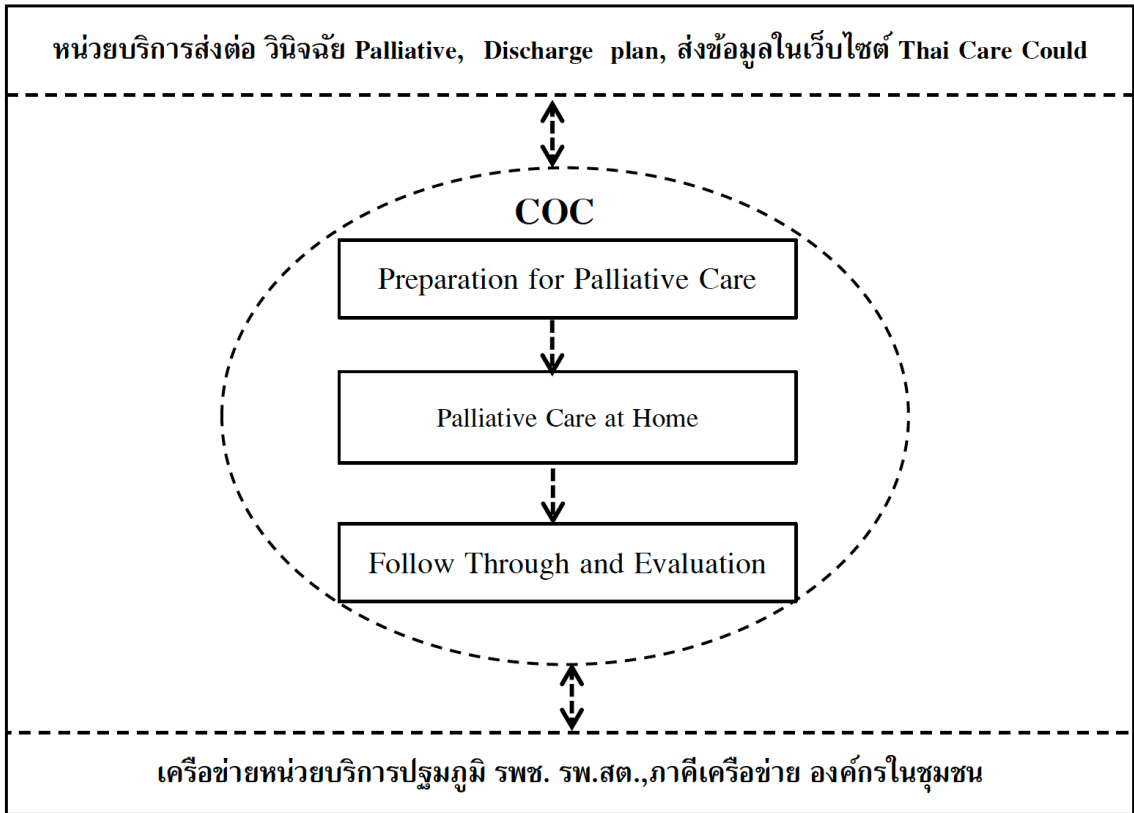 หน่วยบริการส่งต่อ วินิจฉัย Palliative, Discharge plan, ส่งข้อมูลในเว็บไซต์ Thai Care Could
COC
Preparation for Palliative Care
Palliative Care at Home
Follow Through and Evaluation
เครือข่ายหน่วยบริการปฐมภูมิ รพช. รพ.สต.,ภาคีเครือข่าย องค์กรในชุมชน